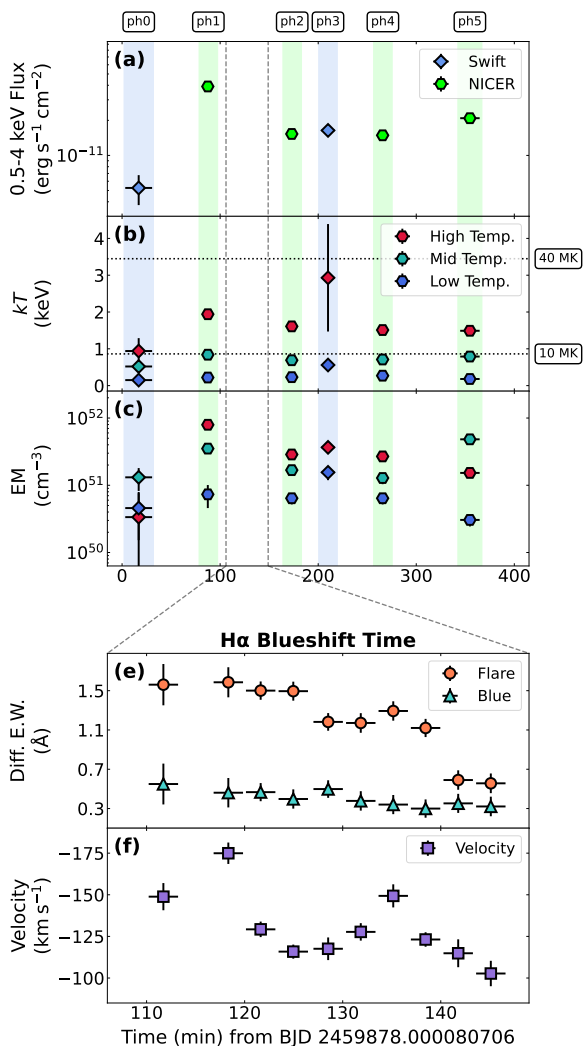 ph0 ph1 ph2 ph3 ph4 ph5
(a)
Swift
NICER
0.5-4 keV Flux
(erg s⁻¹ cm⁻²)
10⁻¹¹
(b)
High Temp.
Mid Temp.
Low Temp.
kT
(keV)
4
3
2
1
0
40 MK
10 MK
(c)
EM
(cm⁻³)
10⁵²
10⁵¹
10⁵⁰
0 100 200 300 400
Hα Blueshift Time
(e)
Flare
Blue
Diff. E.W.
(Å)
1.5
1.1
0.7
0.3
(f)
Velocity
Velocity
(km s⁻¹)
−175
−150
−125
−100
110 120 130 140
Time (min) from BJD 2459878.000080706